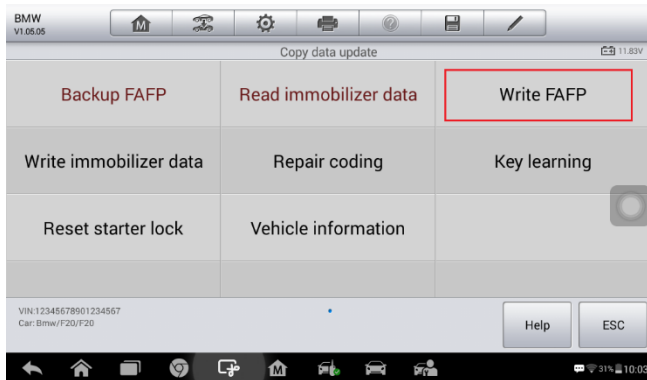 BMW
V1.05.05
M
Copy data update
11.83V
Backup FAFP
Read immobilizer data
Write FAFP
Write immobilizer data
Repair coding
Key learning
Reset starter lock
Vehicle information
VIN:12345678901234567
Car: Bmw/F20/F20
Help
ESC
M
31%
10:03